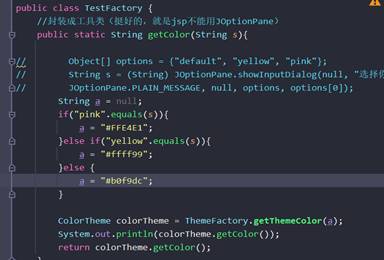 public class TestFactory {
//封装成工具类（挺好的，就是jsp不能用JOptionPane）
public static String getColor(String s){
// Object[] options = {"default", "yellow", "pink"};
// String s = (String) JOptionPane.showInputDialog(null, "选择
// JOptionPane.PLAIN_MESSAGE, null, options, options[0]);
String a = null;
if("pink".equals(s)){
a = "#FFE4E1";
}else if("yellow".equals(s)){
a = "#ffff99";
}else {
a = "#b0f9dc";
}
ColorTheme colorTheme = ThemeFactory.getThemeColor(a);
System.out.println(colorTheme.getColor());
return colorTheme.getColor();
}